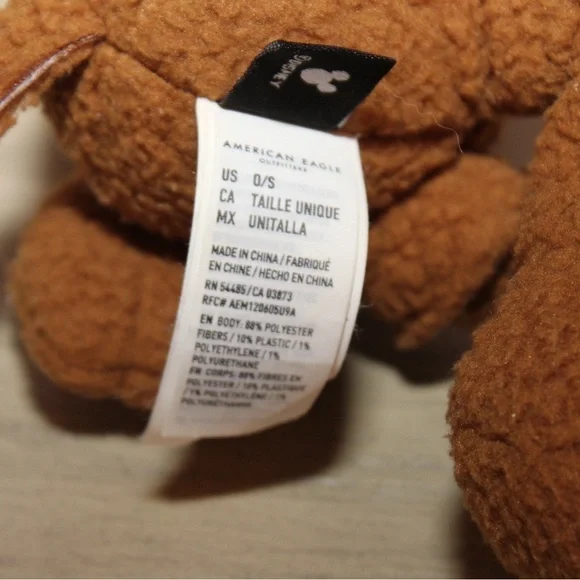 ©DISNEY
AMERICAN EAGLE
OUTFITTERS
US O/S
CA TAILLE UNIQUE
MX UNITALLA
MADE IN CHINA / FABRIQUÉ
EN CHINE / HECHO EN CHINA
RN 54485 / CA 03873
RFC# AEM120605U9A
EN BODY: 88% POLYESTER
FIBERS / 10% PLASTIC / 1%
POLYETHYLENE / 1%
POLYURETHANE
FR CORPS: 88% FIBRES EN
POLYESTER / 10% PLASTIQUE
/ 1% POLYETHYLENE / 1%
POLYURÉTHANE